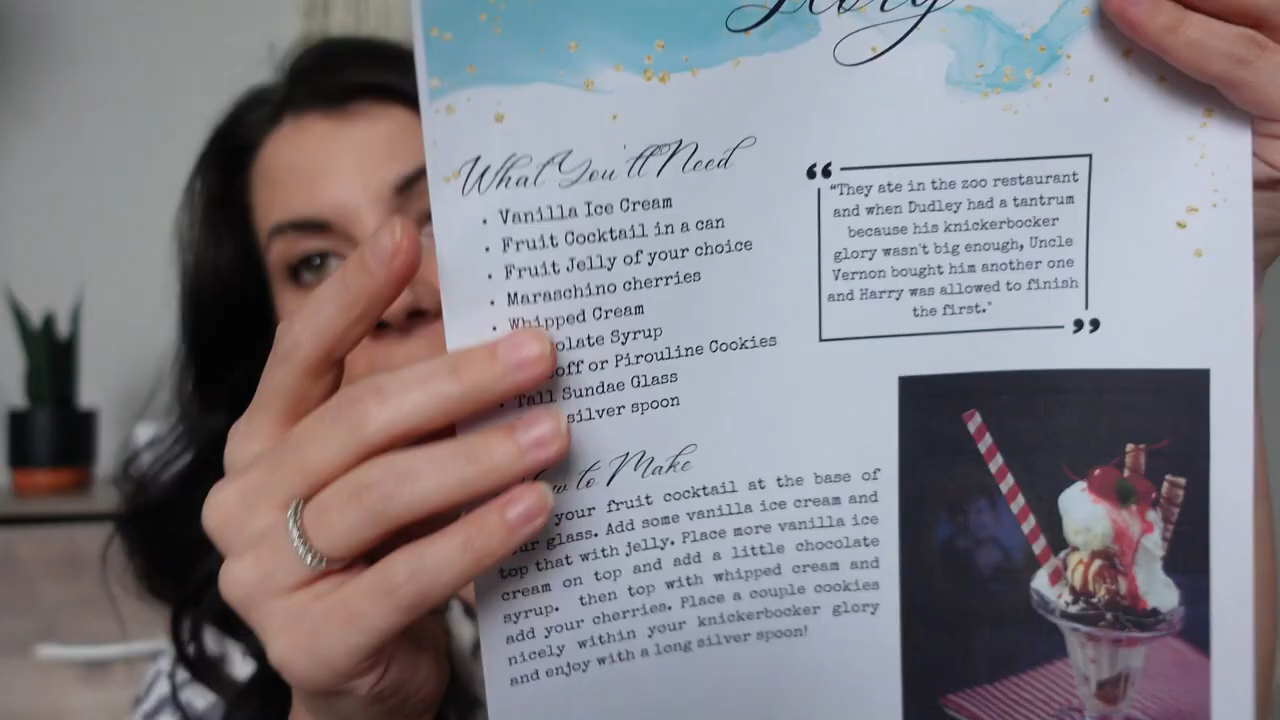 Glory
What You'll Need
• Vanilla Ice Cream
• Fruit Cocktail in a can
• Fruit Jelly of your choice
• Maraschino cherries
• Whipped Cream
Syrup
or Pirouline Cookies
• Tall Sundae Glass
silver spoon
"They ate in the zoo restaurant
and when Dudley had a tantrum
because his knickerbocker
glory wasn't big enough, Uncle
Vernon bought him another one
and Harry was allowed to finish
the first."
to Make
your fruit cocktail at the base of
glass. Add some vanilla ice cream and
top that with jelly. Place more vanilla ice
cream on top and add a little chocolate
syrup. then top with whipped cream and
add your cherries. Place a couple cookies
nicely within your knickerbocker glory
and enjoy with a long silver spoon!